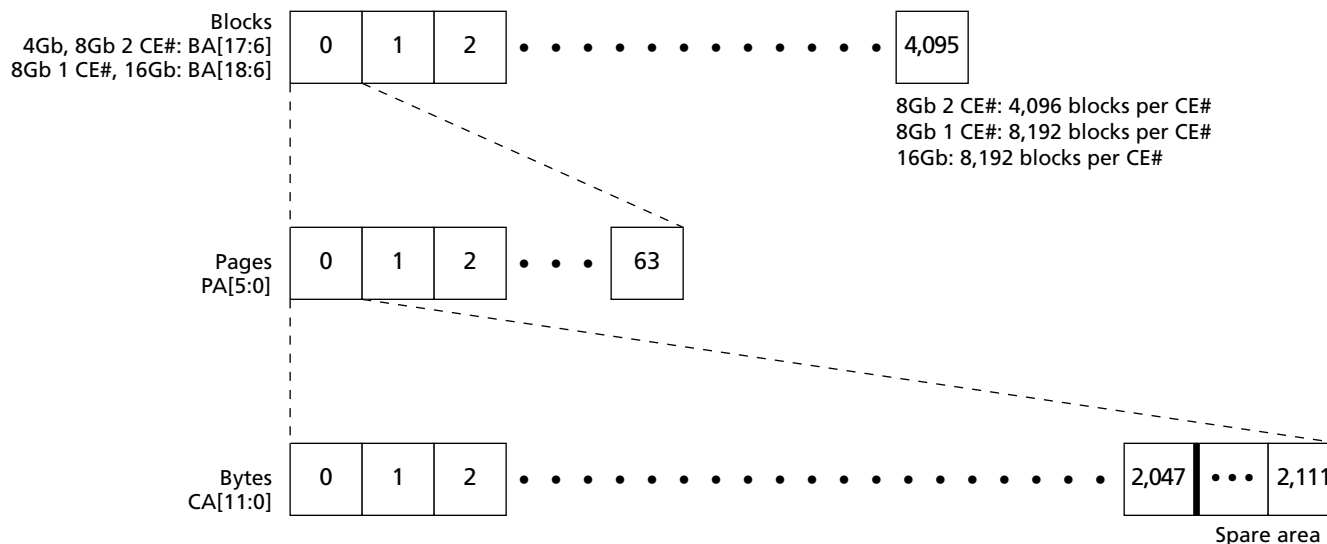 Blocks
4Gb, 8Gb 2 CE#: BA[17:6]
8Gb 1 CE#, 16Gb: BA[18:6]
0 1 2 4,095
8Gb 2 CE#: 4,096 blocks per CE#
8Gb 1 CE#: 8,192 blocks per CE#
16Gb: 8,192 blocks per CE#
Pages
PA[5:0]
0 1 2 63
Bytes
CA[11:0]
0 1 2 2,047 2,111
Spare area